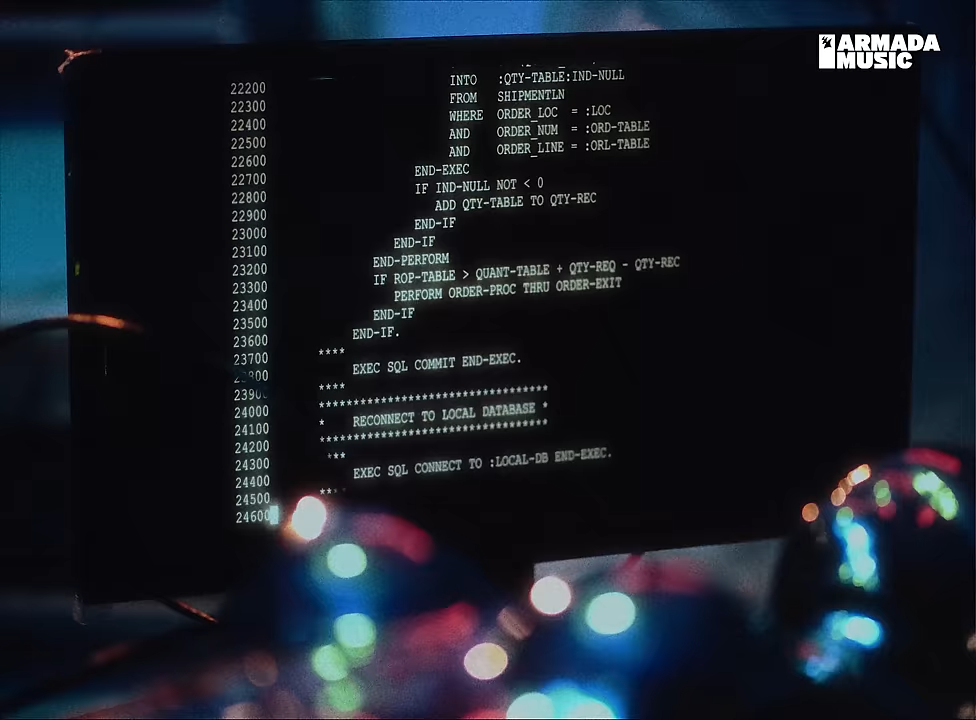 ARMADA
MUSIC
INTO :QTY-TABLE:IND-NULL
22200 FROM SHIPMENTLN
22300 WHERE ORDER_LOC = :LOC
22400 AND ORDER_NUM = :ORD-TABLE
22500 AND ORDER_LINE = :ORL-TABLE
22600 END-EXEC
22700 IF IND-NULL NOT < 0
22800 ADD QTY-TABLE TO QTY-REC
22900 END-IF
23000 END-IF
23100 END-PERFORM
23200 IF ROP-TABLE > QUANT-TABLE + QTY-REQ - QTY-REC
23300 PERFORM ORDER-PROC THRU ORDER-EXIT
23400 END-IF
23500 END-IF.
23600 ****
23700 EXEC SQL COMMIT END-EXEC.
23800 ****
23900 *********************************
24000 * RECONNECT TO LOCAL DATABASE *
24100 *********************************
24200 ***
24300 EXEC SQL CONNECT TO :LOCAL-DB END-EXEC.
24400 **
24500
24600